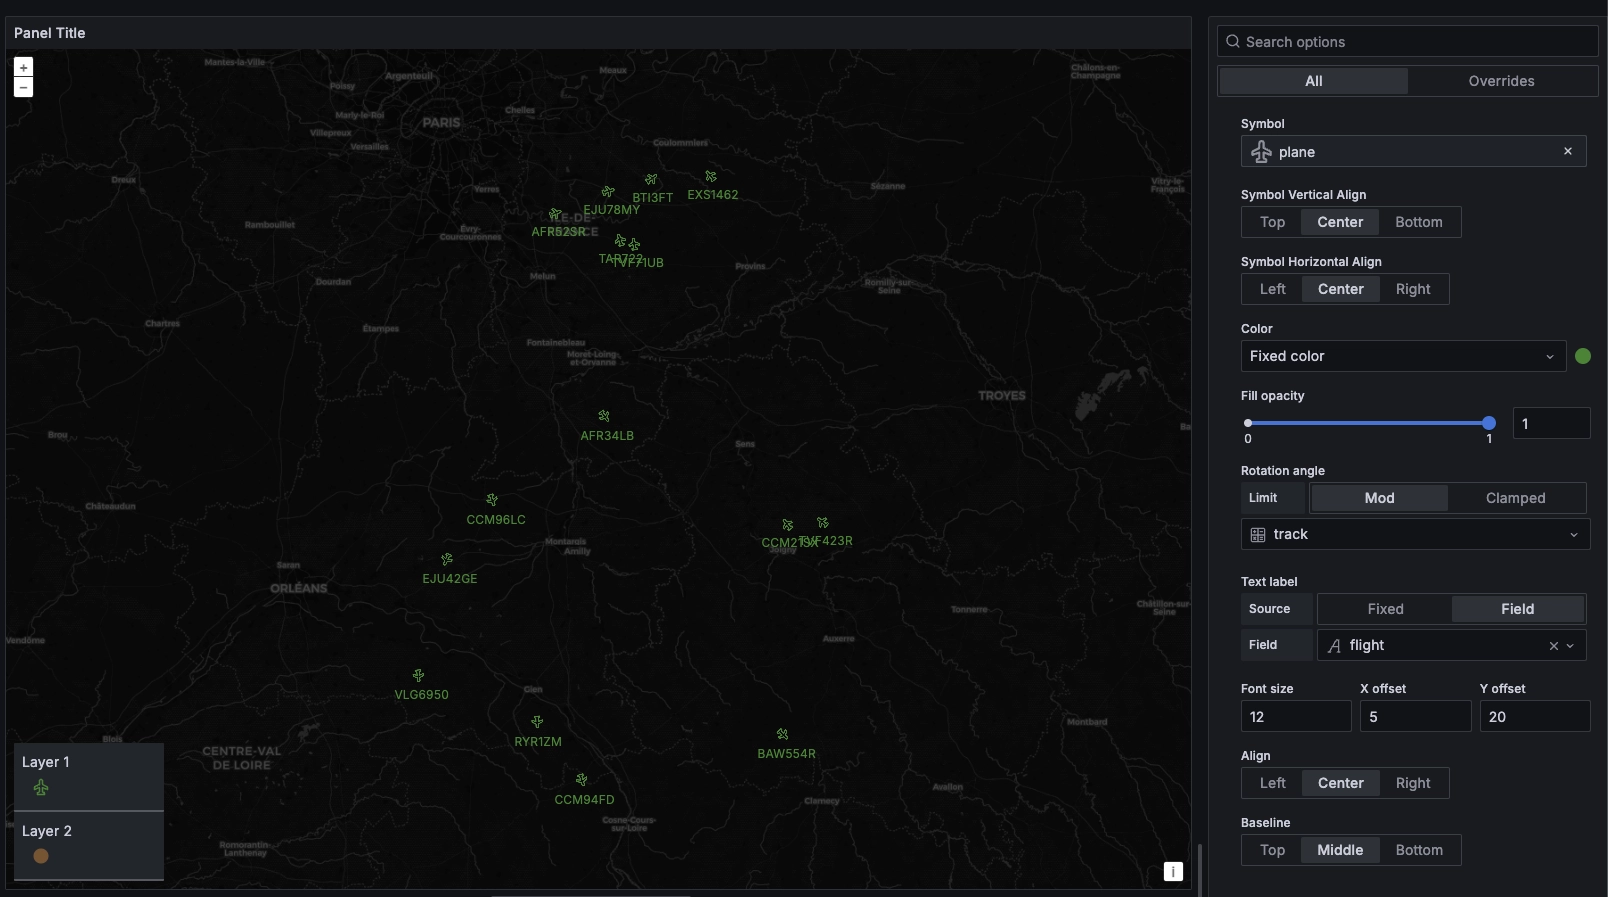 Panel Title
+
−
Mantes-la-Ville
Argenteuil
Meaux
Châlons-en-
Champagne
Poissy
Chelles
Marly-le-Roi
PARIS
Villepreux
Versailles
Coulommiers
Dreux
Yerres
Sézanne
Vitry-le-
François
BTI3FT
EXS1462
EJU78MY
Rambouillet
Évry-
Courcouronnes
TVF71UB
Melun
Provins
Dourdan
Romilly-sur-
Seine
Chartres
Étampes
Fontainebleau
Moret-Loing-
et-Orvanne
TROYES
Brou
AFR34LB
Sens
Châteaudun
CCM96LC
TVF423R
Montargis
Amilly
Joigny
Saran
EJU42GE
ORLÉANS
Tonnerre
Châtillon-sur-
Seine
Vendôme
Auxerre
VLG6950
Gien
RYR1ZM
Montbard
Blois
CENTRE-VAL
DE LOIRE
BAW554R
Avallon
CCM94FD
Clamecy
Cosne-Cours-
sur-Loire
Romorantin-
Lanthenay
Layer 1
Layer 2
i
Search options
All Overrides
Symbol
plane ×
Symbol Vertical Align
Top Center Bottom
Symbol Horizontal Align
Left Center Right
Color
Fixed color
Fill opacity
1
0 1
Rotation angle
Limit Mod Clamped
track
Text label
Source Fixed Field
Field flight ×
Font size X offset Y offset
12 5 20
Align
Left Center Right
Baseline
Top Middle Bottom